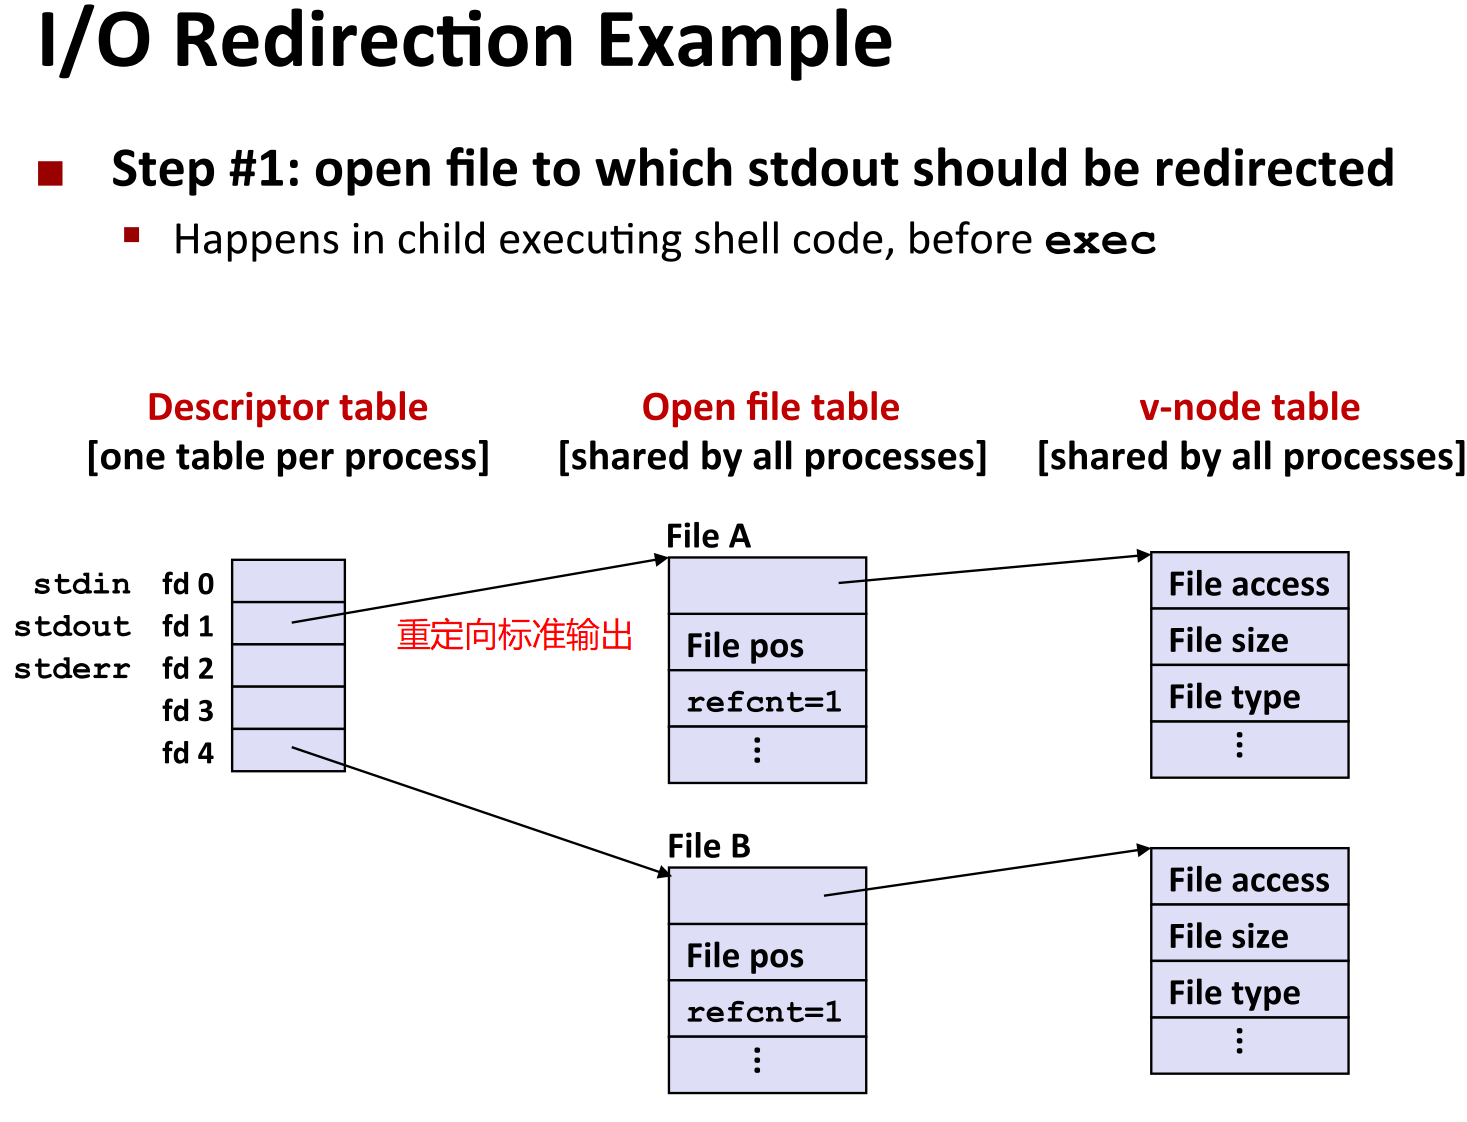 I/O Redirection Example
Step #1: open file to which stdout should be redirected
Happens in child executing shell code, before exec
Descriptor table
[one table per process]
Open file table
[shared by all processes]
v-node table
[shared by all processes]
stdin fd 0
stdout fd 1
stderr fd 2
fd 3
fd 4
重定向标准输出
File A
File pos
refcnt=1
⋮
File access
File size
File type
⋮
File B
File pos
refcnt=1
⋮
File access
File size
File type
⋮